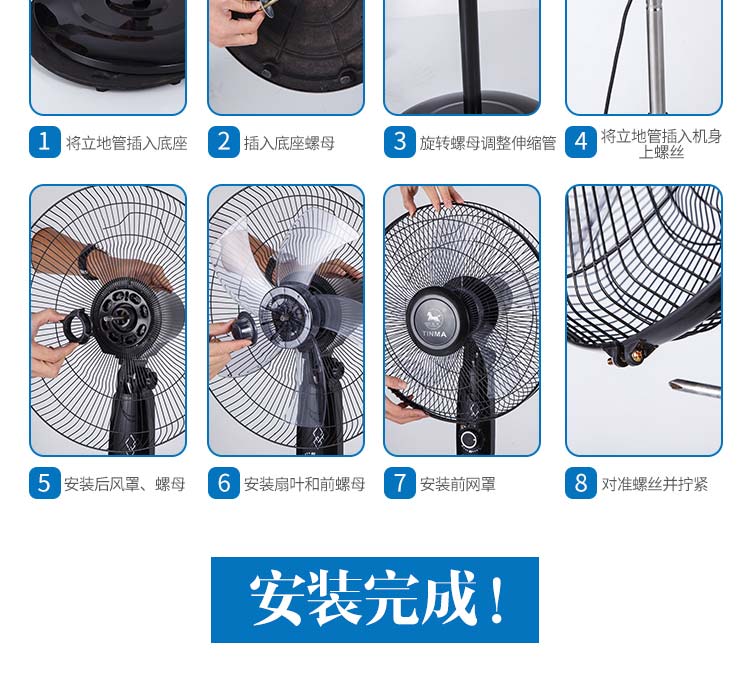 1 将立地管插入底座
2 插入底座螺母
3 旋转螺母调整伸缩管
4 将立地管插入机身
上螺丝
TINMA
5 安装后风罩、螺母
6 安装扇叶和前螺母
7 安装前网罩
8 对准螺丝并拧紧
安装完成!